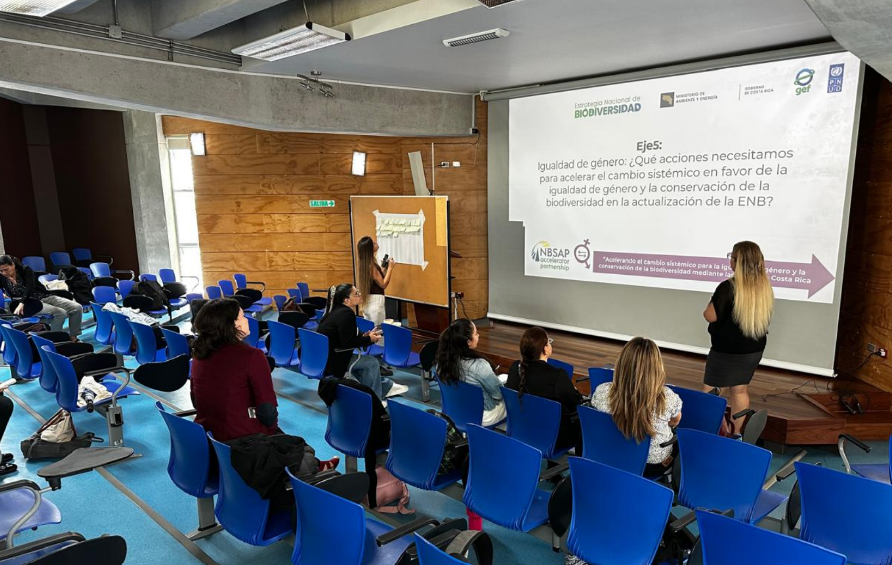 Estrategia Nacional de
BIODIVERSIDAD
MINISTERIO DE
AMBIENTE Y ENERGÍA
GOBIERNO
DE COSTA RICA
gef
PNUD
Eje5:
Igualdad de género: ¿Qué acciones necesitamos
para acelerar el cambio sistémico en favor de la
igualdad de género y la conservación de la
biodiversidad en la actualización de la ENB?
SALIDA
NBSAP
accelerator
partnership
"Acelerando el cambio sistémico para la género y la
conservación de la biodiversidad mediante Costa Rica